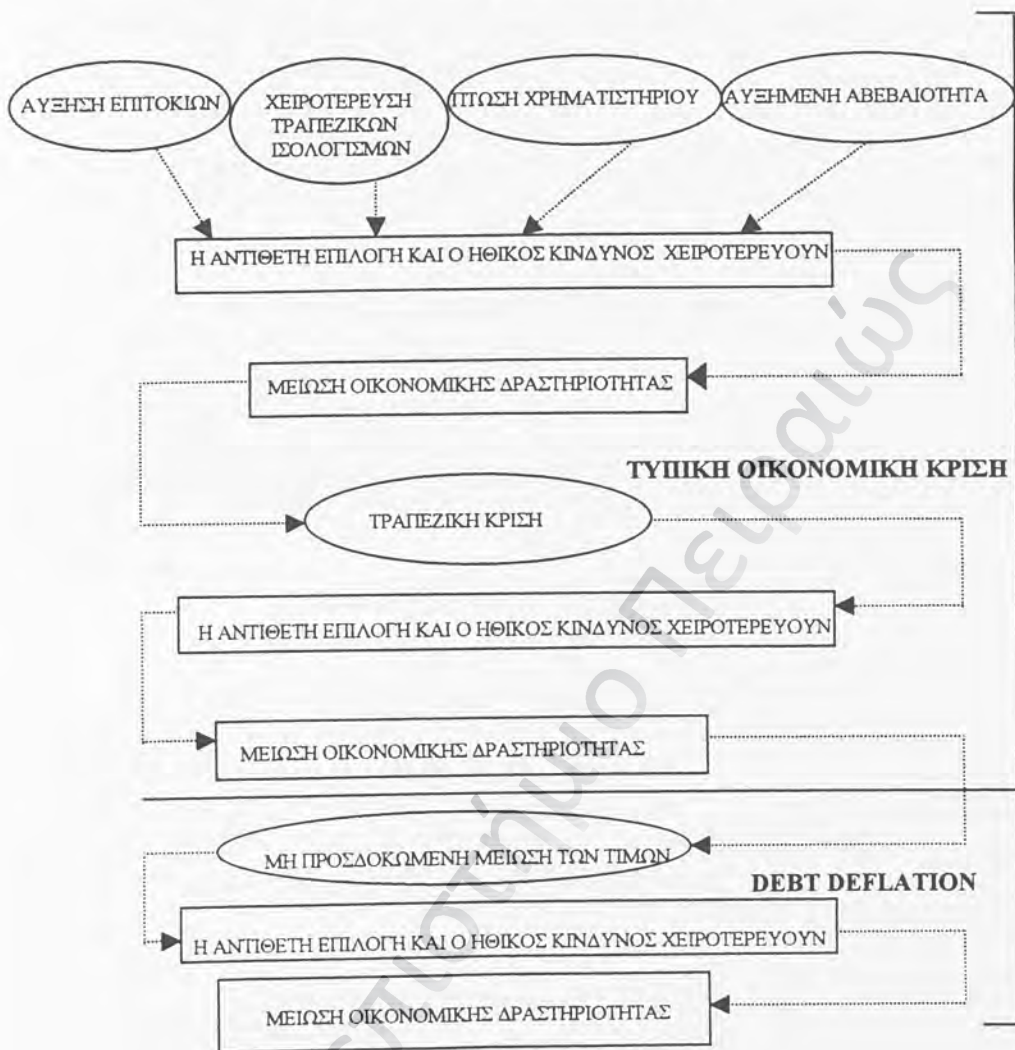 ΑΥΞΗΣΗ ΕΠΙΤΟΚΙΩΝ
ΧΕΙΡΟΤΕΡΕΥΣΗ
ΤΡΑΠΕΖΙΚΩΝ
ΙΣΟΛΟΓΙΣΜΩΝ
ΠΤΩΣΗ ΧΡΗΜΑΤΙΣΤΗΡΙΟΥ
ΑΥΞΗΜΕΝΗ ΑΒΕΒΑΙΟΤΗΤΑ
Η ΑΝΤΙΘΕΤΗ ΕΠΙΛΟΓΗ ΚΑΙ Ο ΗΘΙΚΟΣ ΚΙΝΔΥΝΟΣ ΧΕΙΡΟΤΕΡΕΥΟΥΝ
ΜΕΙΩΣΗ ΟΙΚΟΝΟΜΙΚΗΣ ΔΡΑΣΤΗΡΙΟΤΗΤΑΣ
ΤΥΠΙΚΗ ΟΙΚΟΝΟΜΙΚΗ ΚΡΙΣΗ
ΤΡΑΠΕΖΙΚΗ ΚΡΙΣΗ
Η ΑΝΤΙΘΕΤΗ ΕΠΙΛΟΓΗ ΚΑΙ Ο ΗΘΙΚΟΣ ΚΙΝΔΥΝΟΣ ΧΕΙΡΟΤΕΡΕΥΟΥΝ
ΜΕΙΩΣΗ ΟΙΚΟΝΟΜΙΚΗΣ ΔΡΑΣΤΗΡΙΟΤΗΤΑΣ
ΜΗ ΠΡΟΣΔΟΚΩΜΕΝΗ ΜΕΙΩΣΗ ΤΩΝ ΤΙΜΩΝ
DEBT DEFLATION
Η ΑΝΤΙΘΕΤΗ ΕΠΙΛΟΓΗ ΚΑΙ Ο ΗΘΙΚΟΣ ΚΙΝΔΥΝΟΣ ΧΕΙΡΟΤΕΡΕΥΟΥΝ
ΜΕΙΩΣΗ ΟΙΚΟΝΟΜΙΚΗΣ ΔΡΑΣΤΗΡΙΟΤΗΤΑΣ
επιστήμιο Πειραιώς